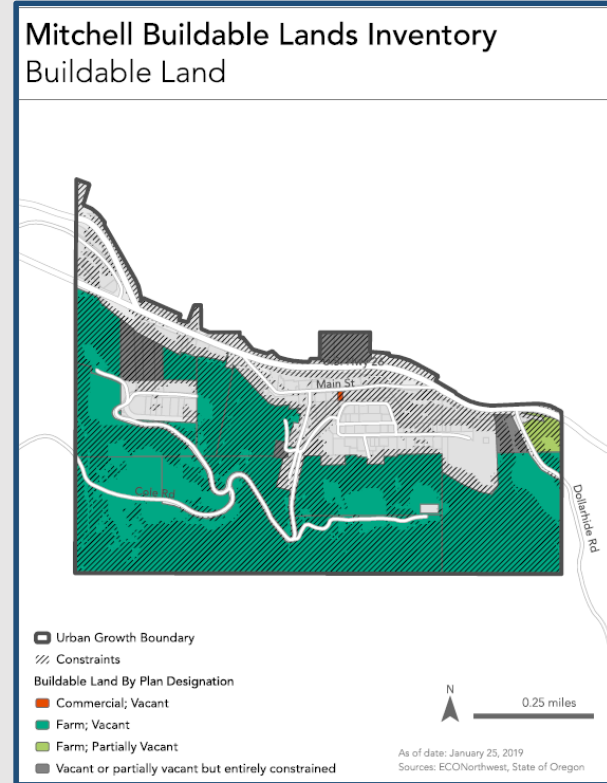 Mitchell Buildable Lands Inventory
Buildable Land
Main St
Cole Rd
Dollarhide Rd
Urban Growth Boundary
Constraints
Buildable Land By Plan Designation
Commercial; Vacant
Farm; Vacant
Farm; Partially Vacant
Vacant or partially vacant but entirely constrained
N
0.25 miles
As of date: January 25, 2019
Sources: ECONorthwest, State of Oregon